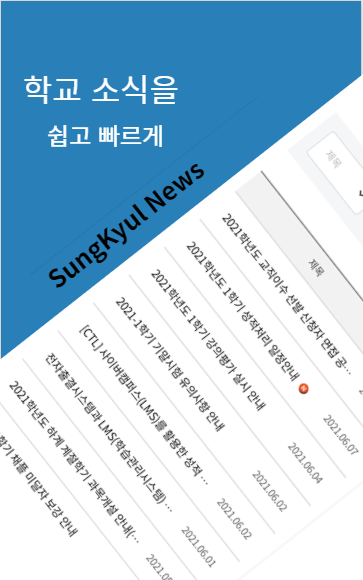 학교 소식을
쉽고 빠르게
SungKyul News
제목
제목
2021학년도 교직이수 선발 신청자 면접 공…
2021.06.07
2021학년도 1학기 성적처리 일정안내 N
2021.06.04
2021학년도 1학기 강의평가 실시 안내
2021.06.02
2021-1학기 기말시험 유의사항 안내
2021.06.02
[CTL] 사이버캠퍼스(LMS)를 활용한 성적 …
2021.06.01
전자출결시스템과 LMS(학습관리시스템) …
2021학년도 하계 계절학기 과목개설 안내(…
학기 채플 미달자 보강 안내